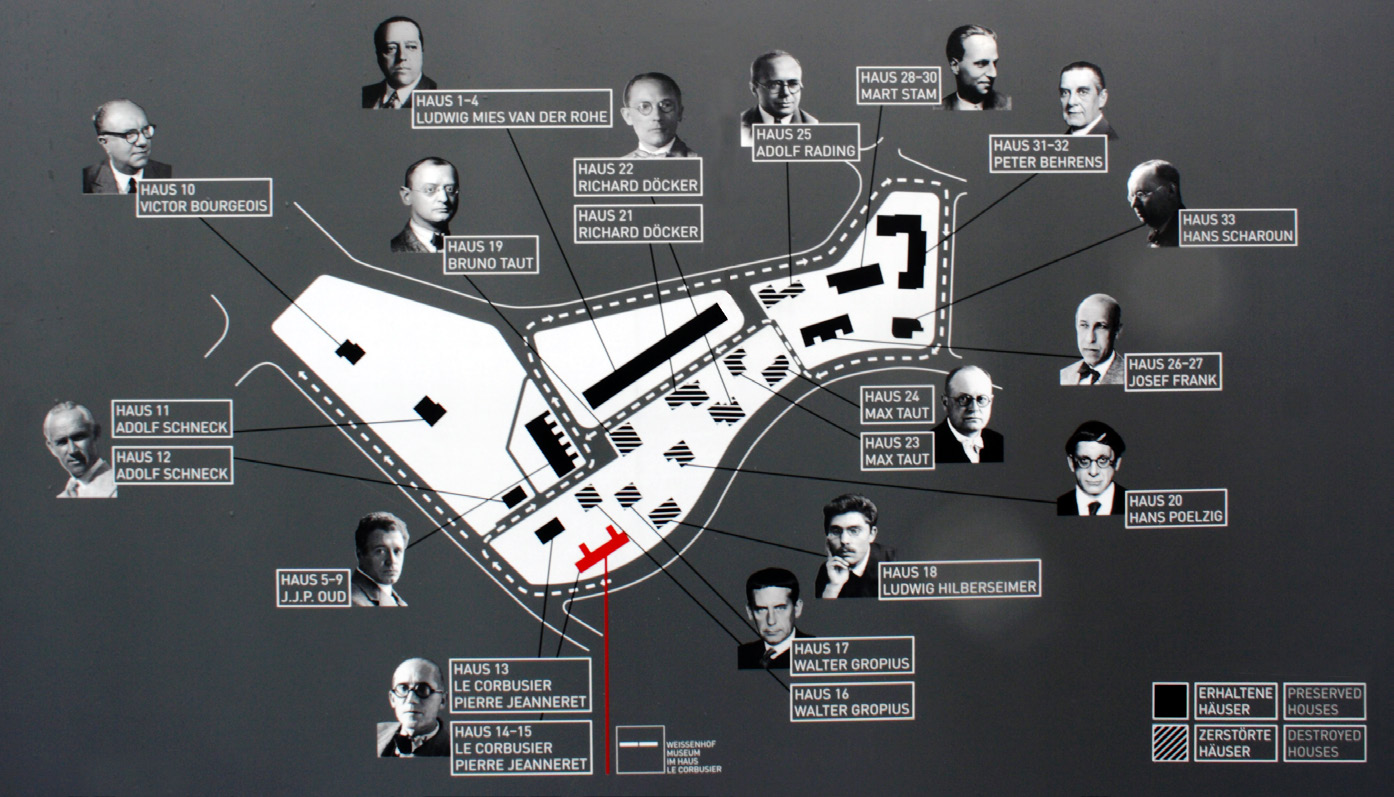 HAUS 1–4
LUDWIG MIES VAN DER ROHE
HAUS 28–30
MART STAM
HAUS 25
ADOLF RADING
HAUS 31–32
PETER BEHRENS
HAUS 22
RICHARD DÖCKER
HAUS 10
VICTOR BOURGEOIS
HAUS 21
RICHARD DÖCKER
HAUS 33
HANS SCHAROUN
HAUS 19
BRUNO TAUT
HAUS 26–27
JOSEF FRANK
HAUS 24
MAX TAUT
HAUS 11
ADOLF SCHNECK
HAUS 23
MAX TAUT
HAUS 12
ADOLF SCHNECK
HAUS 20
HANS POELZIG
HAUS 18
LUDWIG HILBERSEIMER
HAUS 5–9
J.J.P. OUD
HAUS 17
WALTER GROPIUS
HAUS 13
LE CORBUSIER
PIERRE JEANNERET
HAUS 16
WALTER GROPIUS
HAUS 14–15
LE CORBUSIER
PIERRE JEANNERET
WEISSENHOF
MUSEUM
IM HAUS
LE CORBUSIER
ERHALTENE
HÄUSER
PRESERVED
HOUSES
ZERSTÖRTE
HÄUSER
DESTROYED
HOUSES